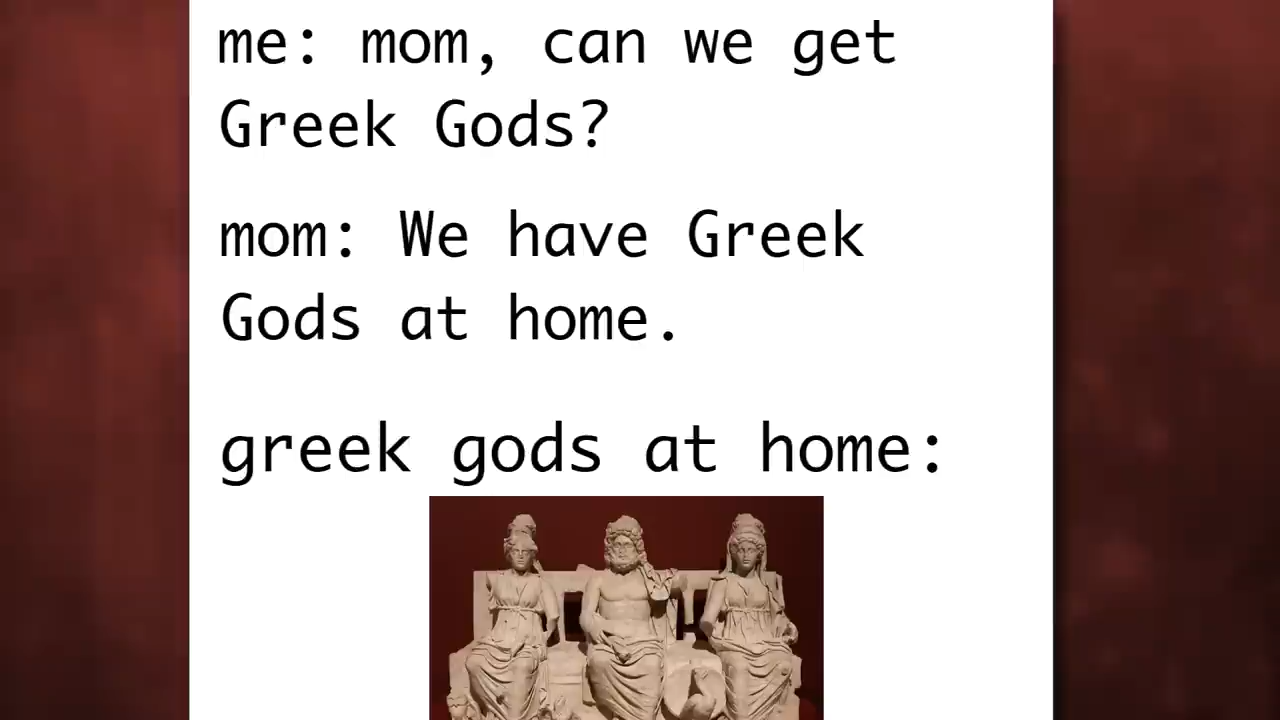 me: mom, can we get
Greek Gods?
mom: We have Greek
Gods at home.
greek gods at home: